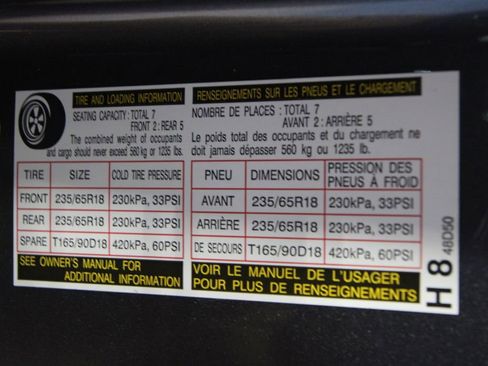 TIRE AND LOADING INFORMATION
SEATING CAPACITY: TOTAL 7
FRONT 2: REAR 5
The combined weight of occupants
and cargo should never exceed 560 kg or 1235 lbs.
TIRE SIZE COLD TIRE PRESSURE
FRONT 235/65R18 230kPa, 33PSI
REAR 235/65R18 230kPa, 33PSI
SPARE T165/90D18 420kPa, 60PSI
SEE OWNER'S MANUAL FOR
ADDITIONAL INFORMATION
RENSEIGNEMENTS SUR LES PNEUS ET LE CHARGEMENT
NOMBRE DE PLACES : TOTAL 7
AVANT 2: ARRIÈRE 5
Le poids total des occupants et du chargement ne
doit jamais dépasser 560 kg ou 1235 lb.
PNEU DIMENSIONS PRESSION DES
PNEUS À FROID
AVANT 235/65R18 230kPa, 33PSI
ARRIÈRE 235/65R18 230kPa, 33PSI
DE SECOURS T165/90D18 420kPa, 60PSI
VOIR LE MANUEL DE L'USAGER
POUR PLUS DE RENSEIGNEMENTS
H 8 48D50